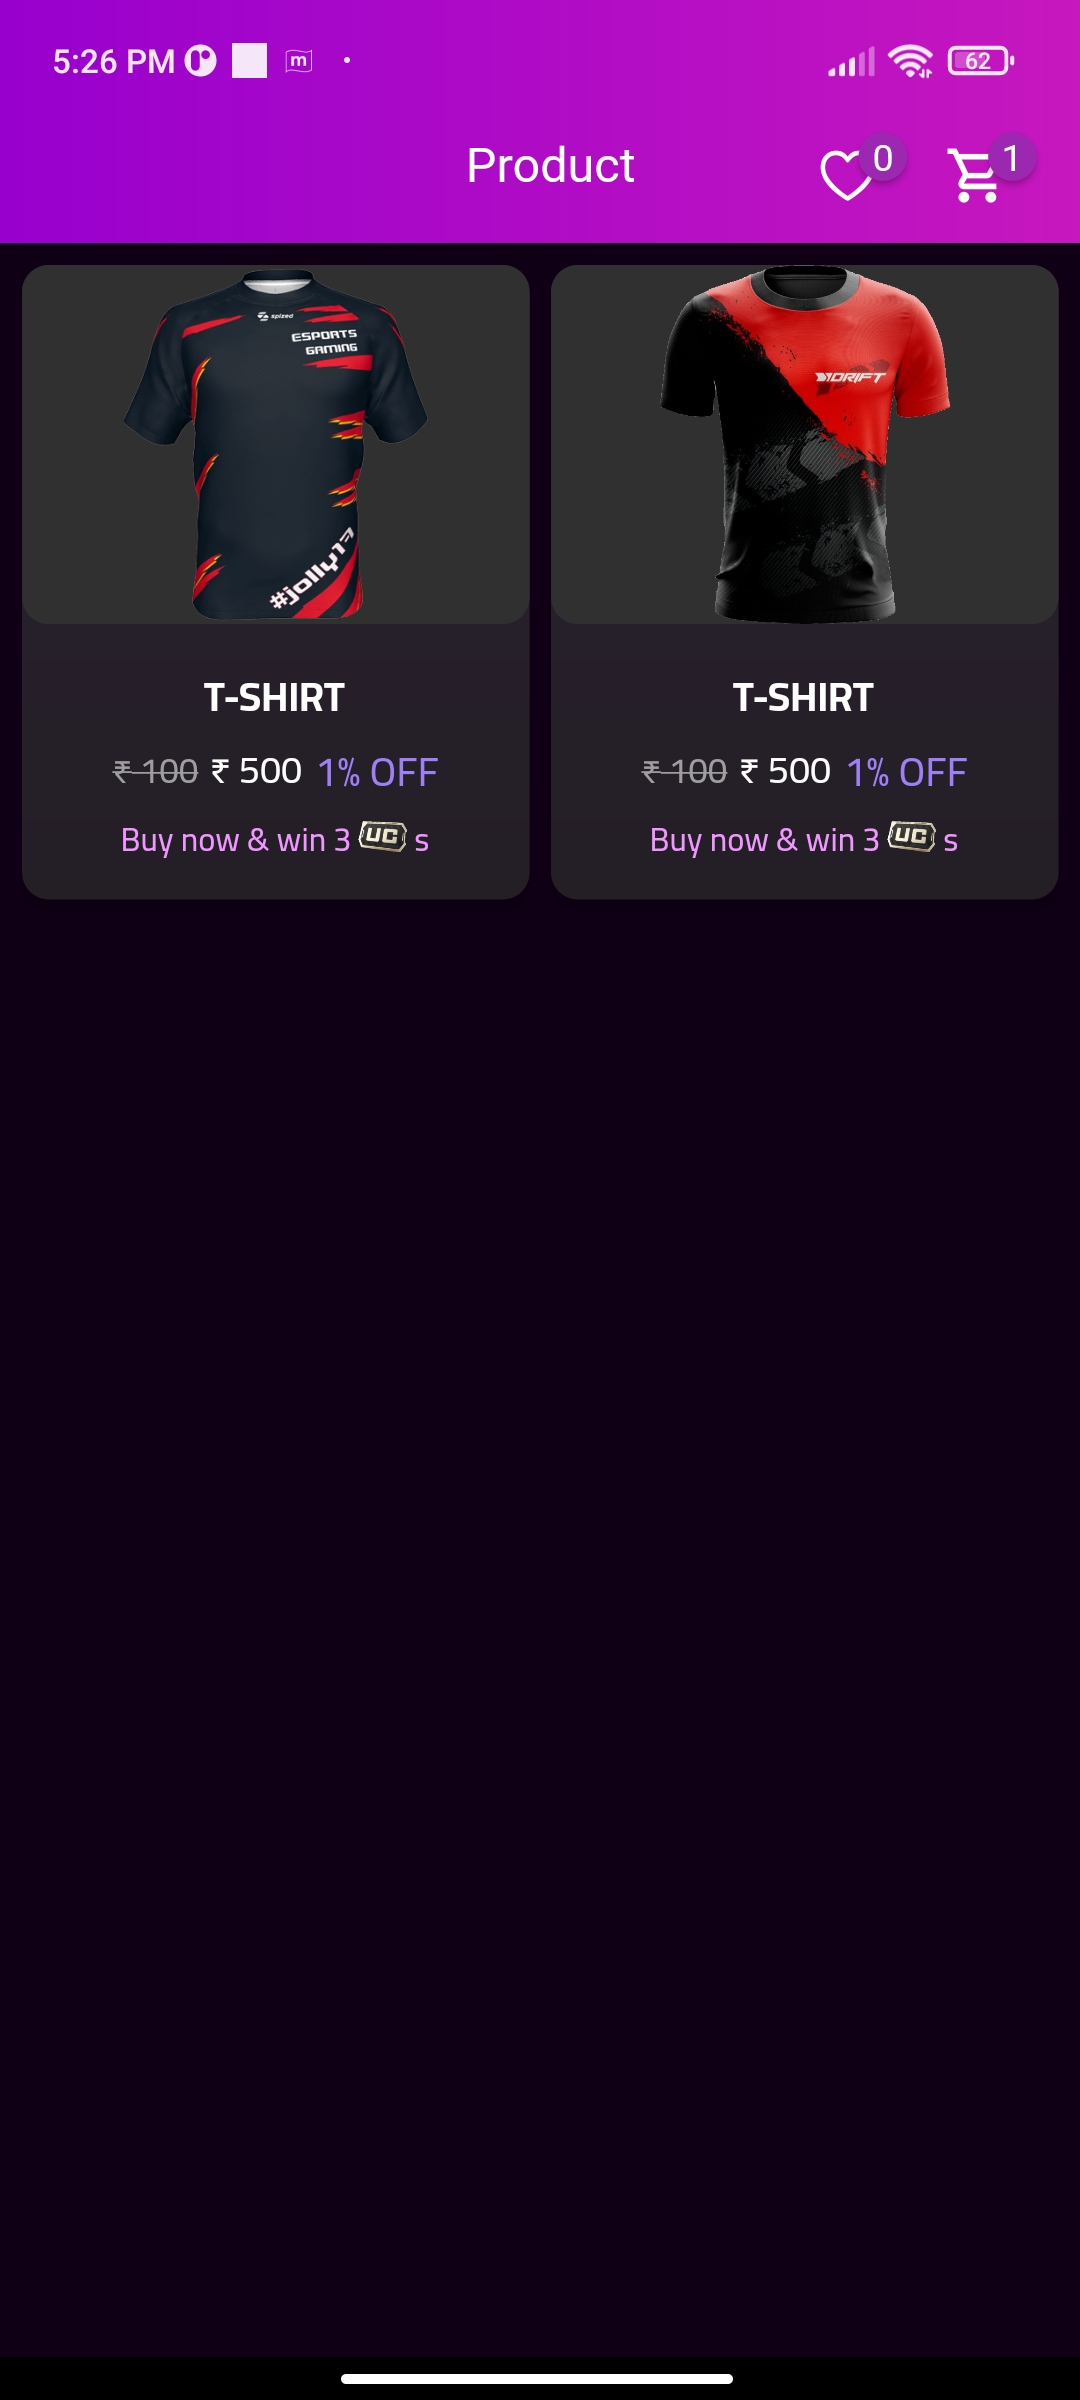 5:26 PM m 62
Product 0 1
spized
ESPORTS
GAMING
#jolly17
DRIFT
T-SHIRT
₹ 100 ₹ 500 1% OFF
Buy now & win 3 UC s
T-SHIRT
₹ 100 ₹ 500 1% OFF
Buy now & win 3 UC s